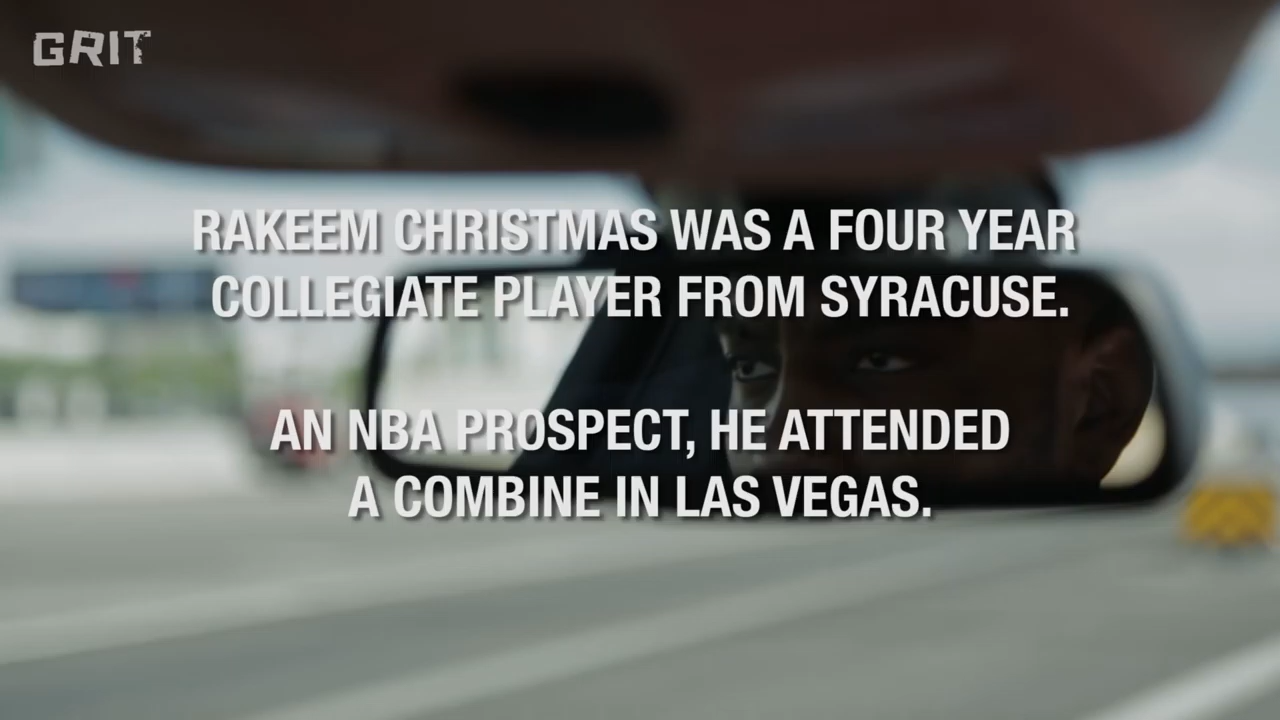 GRIT
RAKEEM CHRISTMAS WAS A FOUR YEAR
COLLEGIATE PLAYER FROM SYRACUSE.
AN NBA PROSPECT, HE ATTENDED
A COMBINE IN LAS VEGAS.